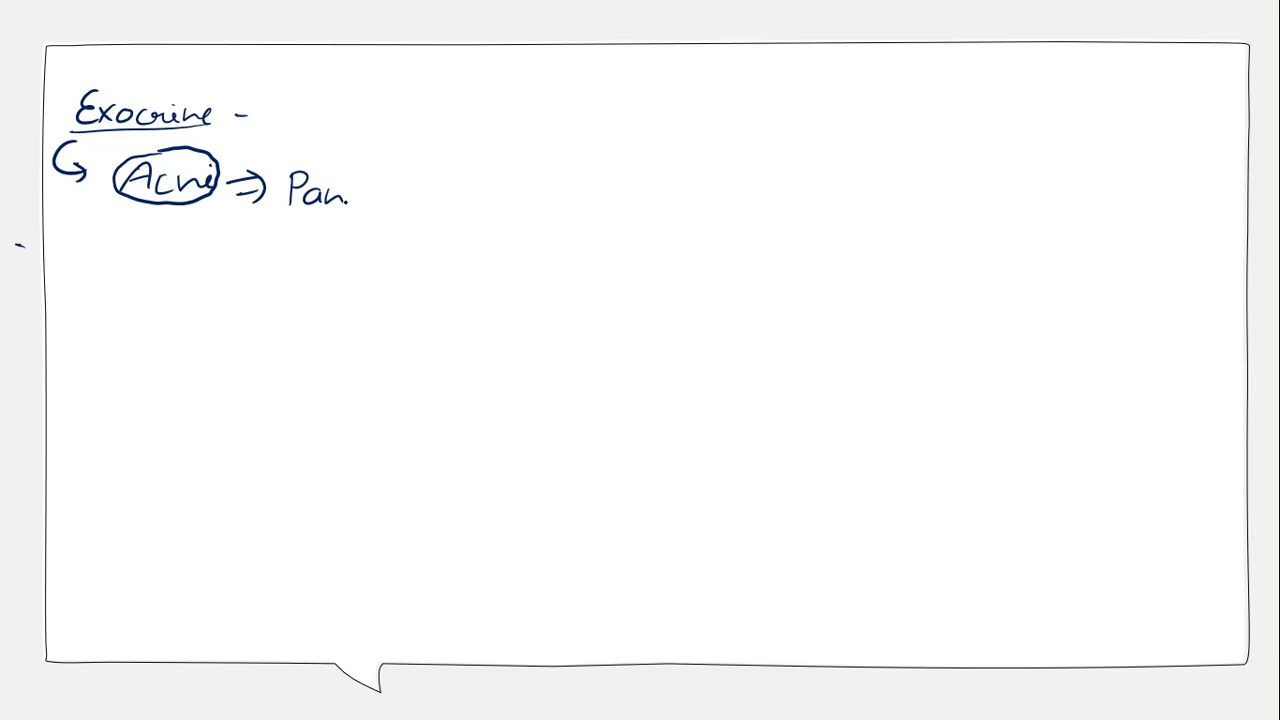 Exocrine -
Acni ⇒ Pan.